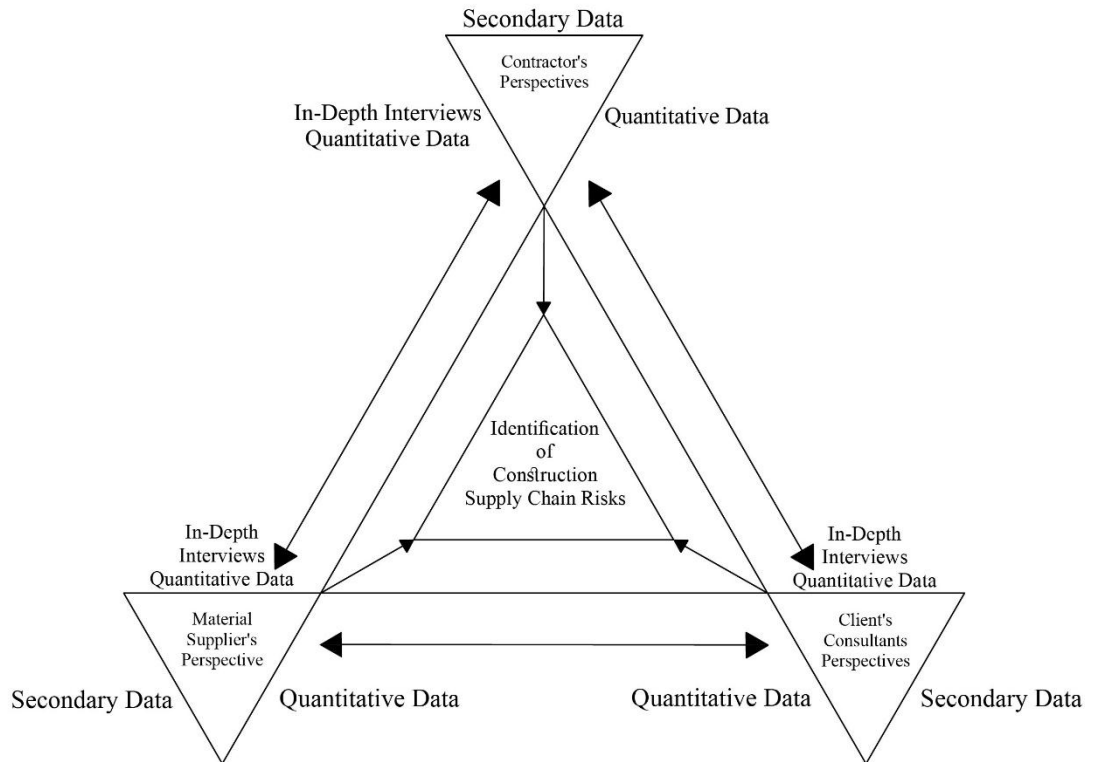 Secondary Data
Contractor's
Perspectives
In-Depth Interviews
Quantitative Data
Quantitative Data
Identification
of
Construction
Supply Chain Risks
In-Depth
Interviews
Quantitative Data
In-Depth
Interviews
Quantitative Data
Material
Supplier's
Perspective
Client's
Consultants
Perspectives
Secondary Data
Quantitative Data
Quantitative Data
Secondary Data